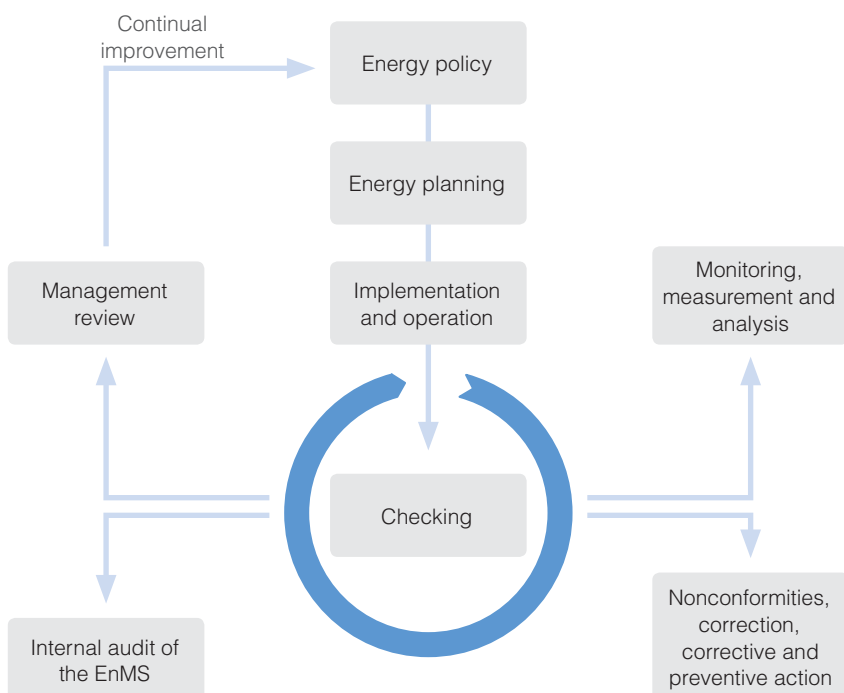 Continual
improvement
Energy policy
Energy planning
Management
review
Implementation
and operation
Monitoring,
measurement and
analysis
Checking
Internal audit of
the EnMS
Nonconformities,
correction,
corrective and
preventive action